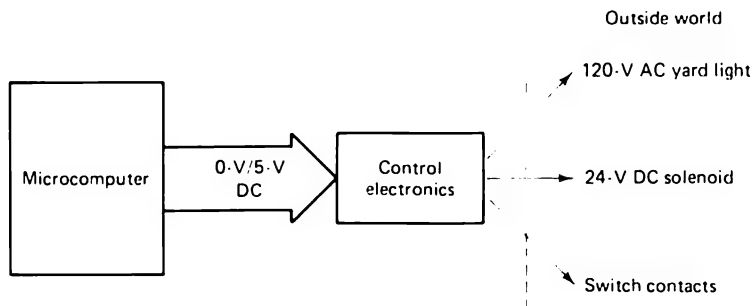 Outside world
120-V AC yard light
Microcomputer
0-V/5-V
DC
Control
electronics
24-V DC solenoid
Switch contacts